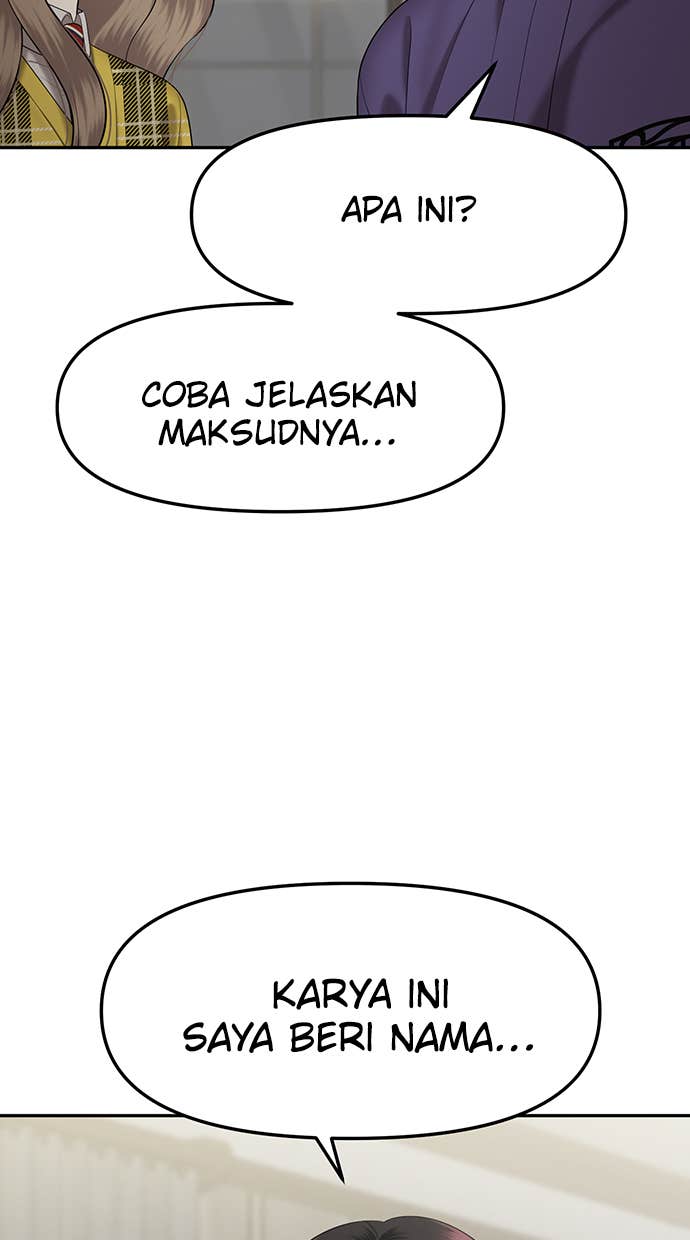 APA INI?
COBA JELASKAN
MAKSUDNYA...
KARYA INI
SAYA BERI NAMA...